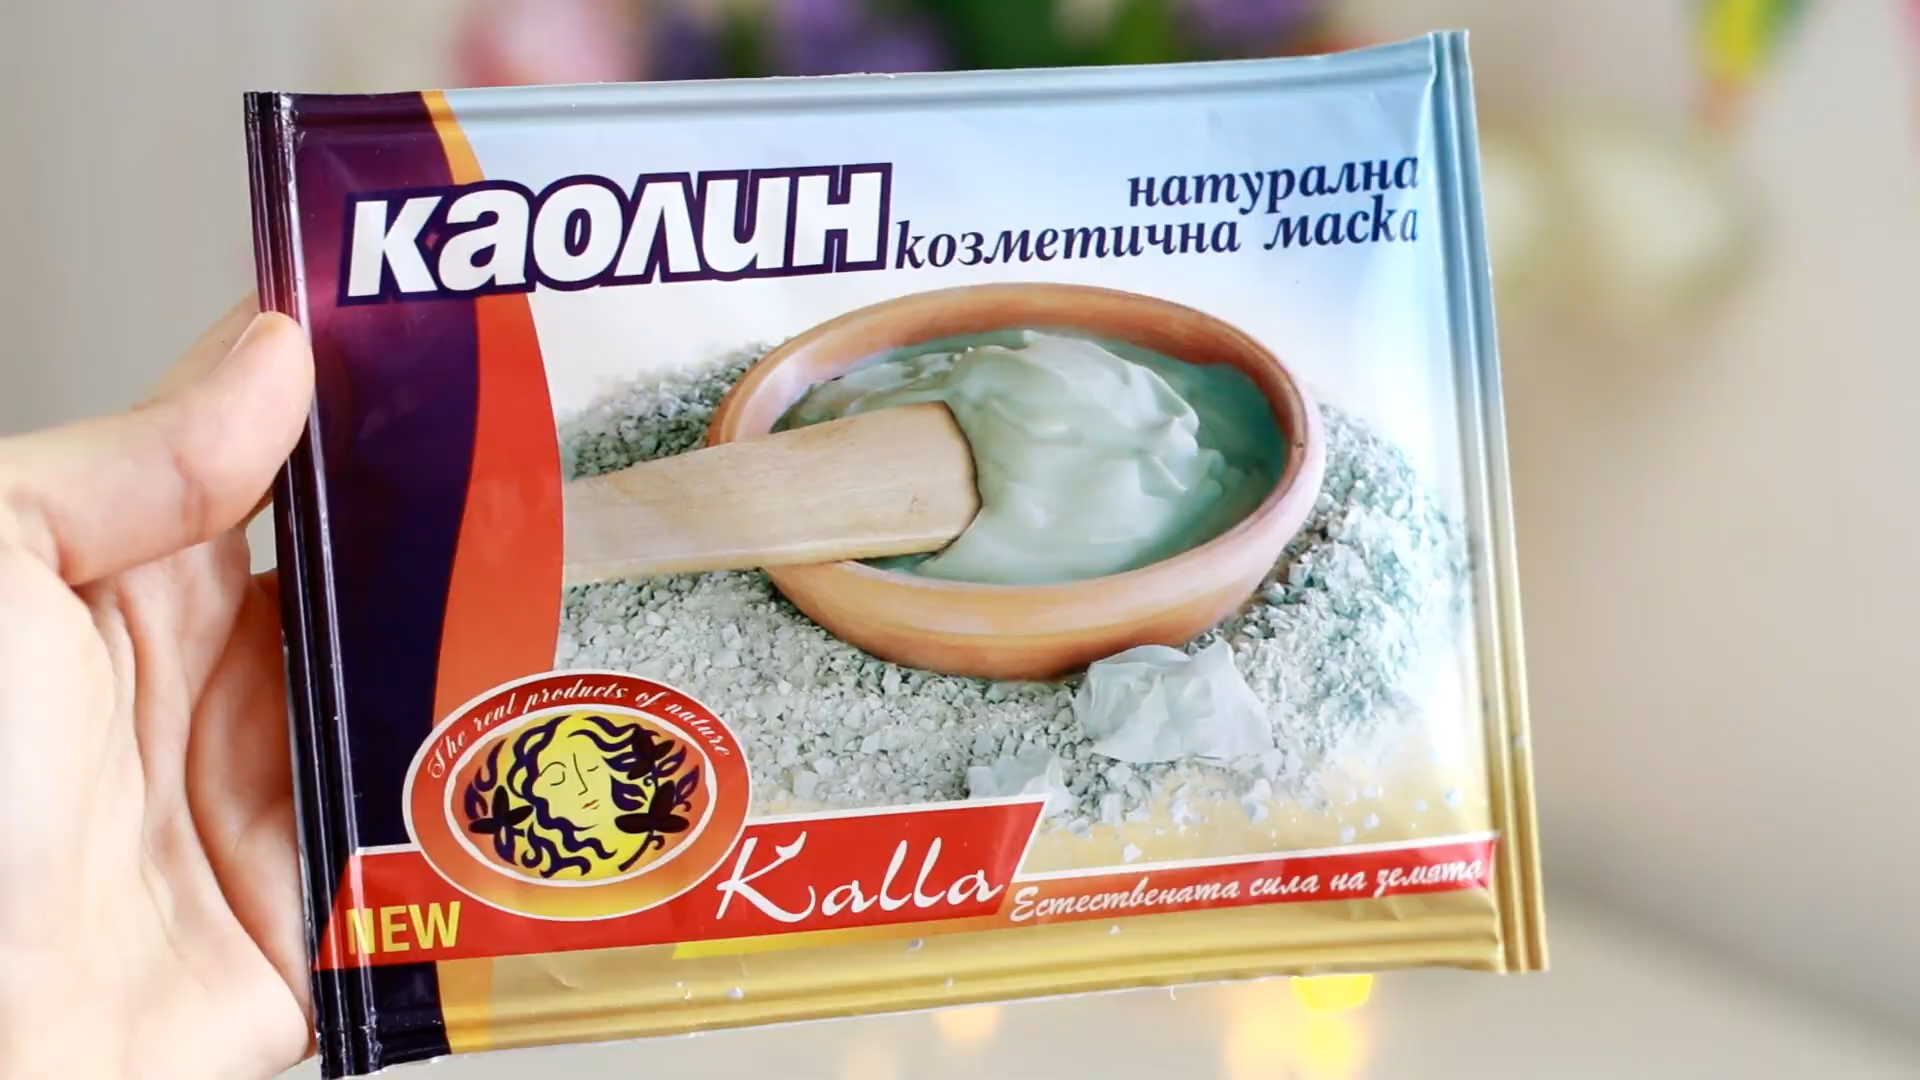 каолин
натурална
козметична маска
The real products of nature
Kalla
Естествената сила на земята
NEW